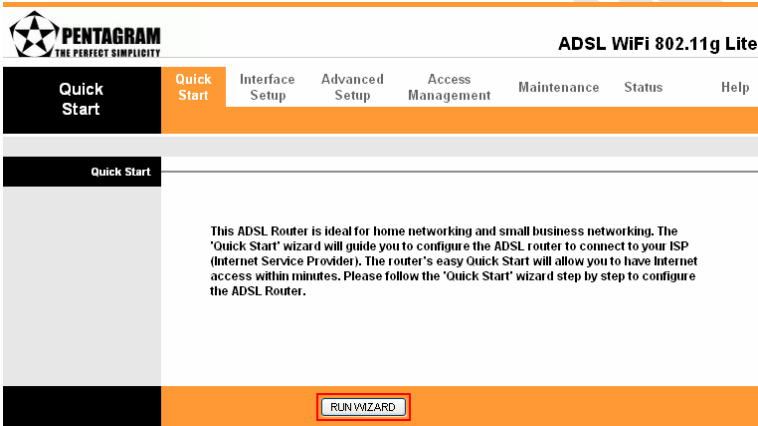 PENTAGRAM
THE PERFECT SIMPLICITY
ADSL WiFi 802.11g Lite
Quick
Start
Quick
Start
Interface
Setup
Advanced
Setup
Access
Management
Maintenance
Status
Help
Quick Start
This ADSL Router is ideal for home networking and small business networking. The
'Quick Start' wizard will guide you to configure the ADSL router to connect to your ISP
(Internet Service Provider). The router's easy Quick Start will allow you to have Internet
access within minutes. Please follow the 'Quick Start' wizard step by step to configure
the ADSL Router.
RUN WIZARD